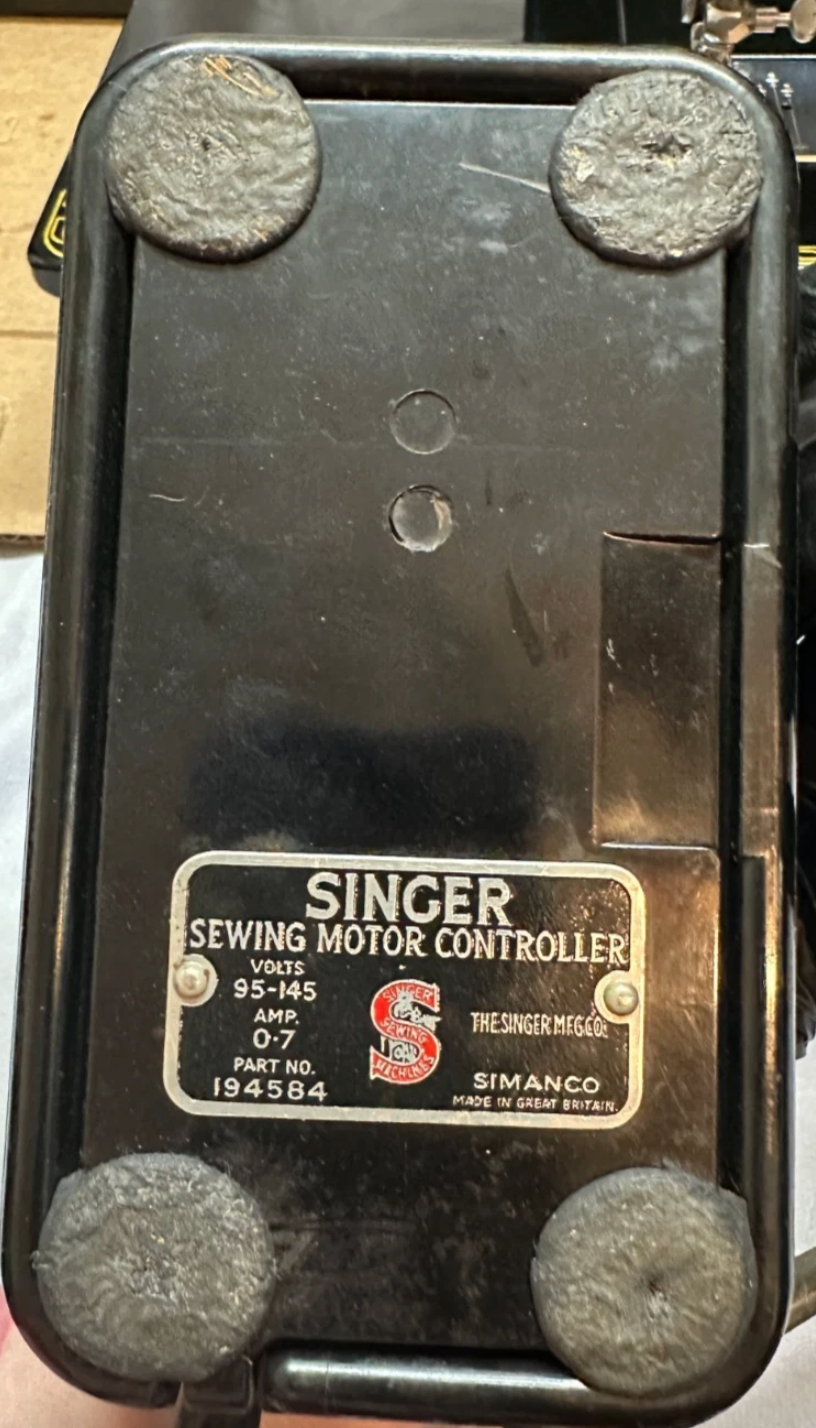 SINGER
SEWING MOTOR CONTROLLER
VOLTS
95-145
AMP.
0·7
PART NO.
194584
SINGER
SEWING
MACHINES
THE SINGER MFG.CO.
SIMANCO
MADE IN GREAT BRITAIN.